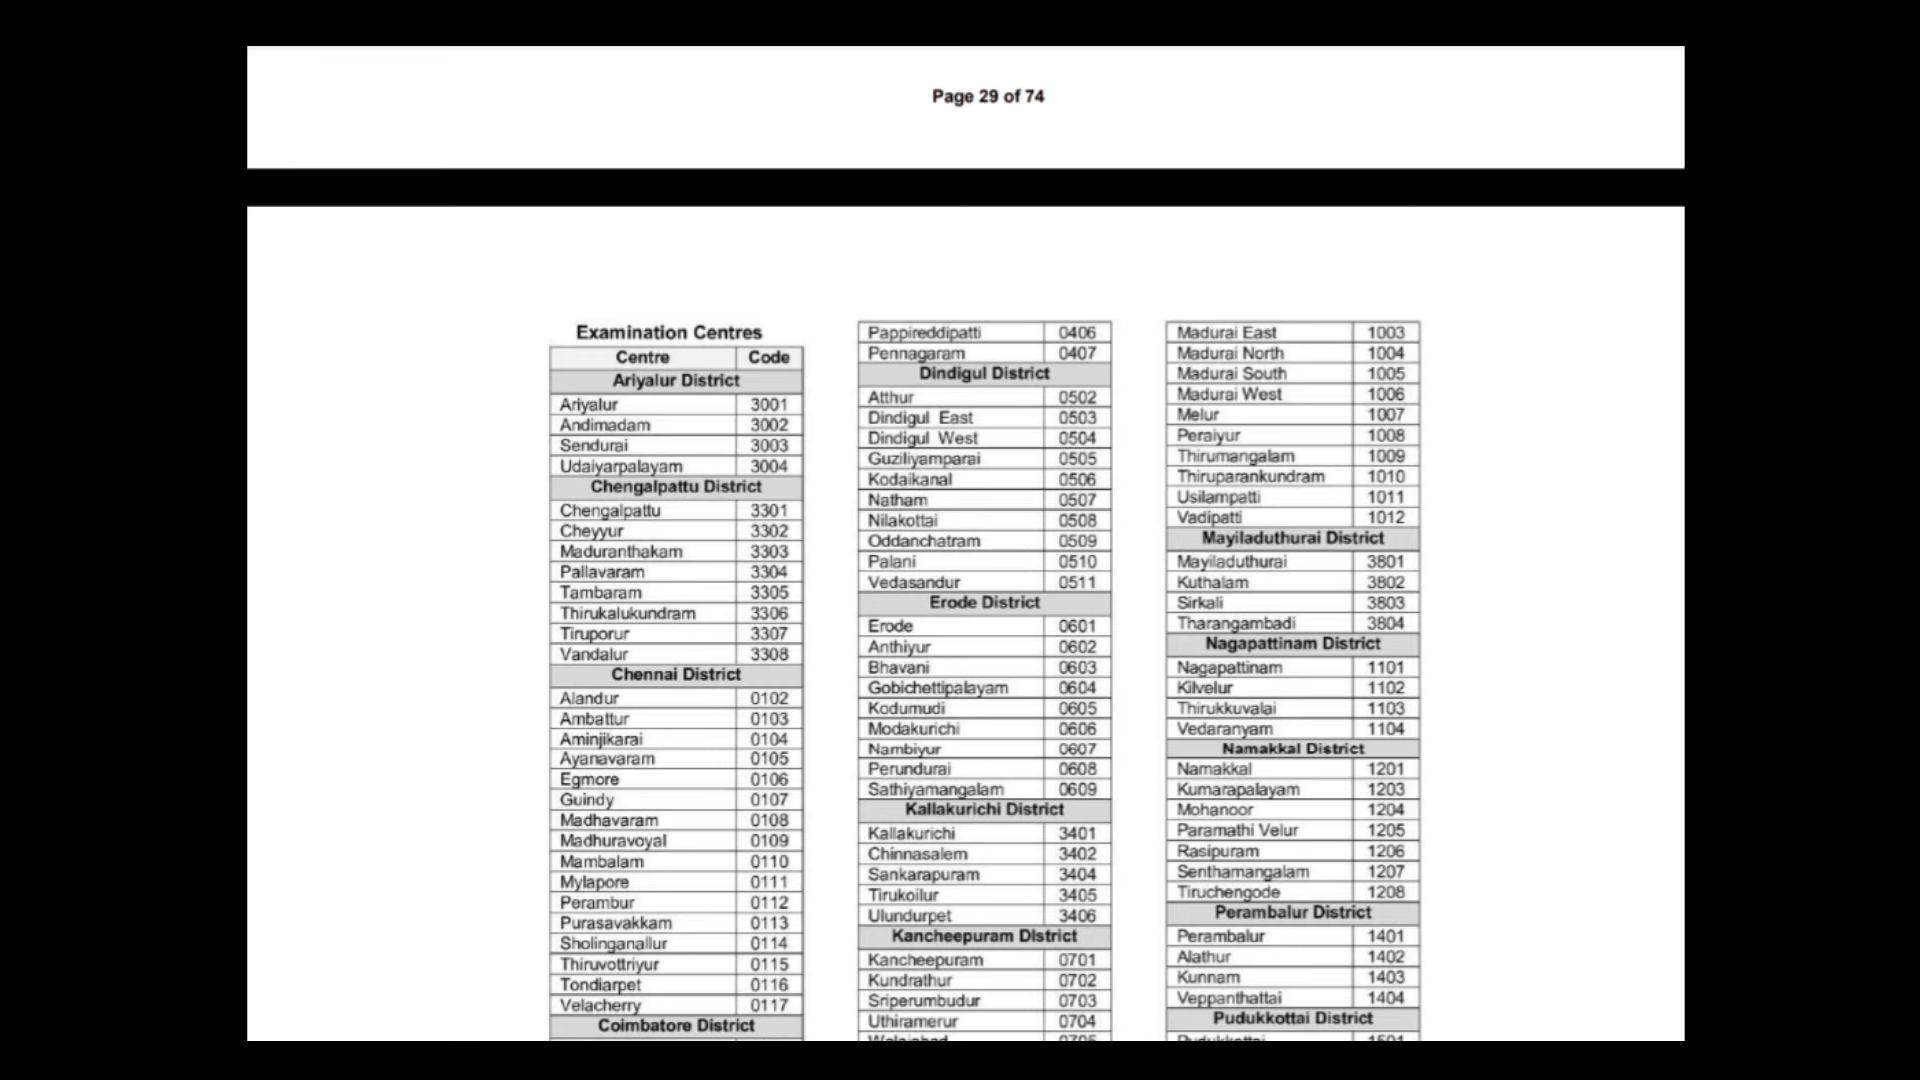 Page 29 of 74
Examination Centres
Centre Code
Ariyalur District
Ariyalur 3001
Andimadam 3002
Sendurai 3003
Udaiyarpalayam 3004
Chengalpattu District
Chengalpattu 3301
Cheyyur 3302
Maduranthakam 3303
Pallavaram 3304
Tambaram 3305
Thirukalukundram 3306
Tiruporur 3307
Vandalur 3308
Chennai District
Alandur 0102
Ambattur 0103
Aminjikarai 0104
Ayanavaram 0105
Egmore 0106
Guindy 0107
Madhavaram 0108
Madhuravoyal 0109
Mambalam 0110
Mylapore 0111
Perambur 0112
Purasavakkam 0113
Sholinganallur 0114
Thiruvottriyur 0115
Tondiarpet 0116
Velacherry 0117
Coimbatore District
Pappireddipatti 0406
Pennagaram 0407
Dindigul District
Atthur 0502
Dindigul East 0503
Dindigul West 0504
Guziliyamparai 0505
Kodaikanal 0506
Natham 0507
Nilakottai 0508
Oddanchatram 0509
Palani 0510
Vedasandur 0511
Erode District
Erode 0601
Anthiyur 0602
Bhavani 0603
Gobichettipalayam 0604
Kodumudi 0605
Modakurichi 0606
Nambiyur 0607
Perundurai 0608
Sathiyamangalam 0609
Kallakurichi District
Kallakurichi 3401
Chinnasalem 3402
Sankarapuram 3404
Tirukoilur 3405
Ulundurpet 3406
Kancheepuram District
Kancheepuram 0701
Kundrathur 0702
Sriperumbudur 0703
Uthiramerur 0704
Madurai East 1003
Madurai North 1004
Madurai South 1005
Madurai West 1006
Melur 1007
Peraiyur 1008
Thirumangalam 1009
Thiruparankundram 1010
Usilampatti 1011
Vadipatti 1012
Mayiladuthurai District
Mayiladuthurai 3801
Kuthalam 3802
Sirkali 3803
Tharangambadi 3804
Nagapattinam District
Nagapattinam 1101
Kilvelur 1102
Thirukkuvalai 1103
Vedaranyam 1104
Namakkal District
Namakkal 1201
Kumarapalayam 1203
Mohanoor 1204
Paramathi Velur 1205
Rasipuram 1206
Senthamangalam 1207
Tiruchengode 1208
Perambalur District
Perambalur 1401
Alathur 1402
Kunnam 1403
Veppanthattai 1404
Pudukkottai District